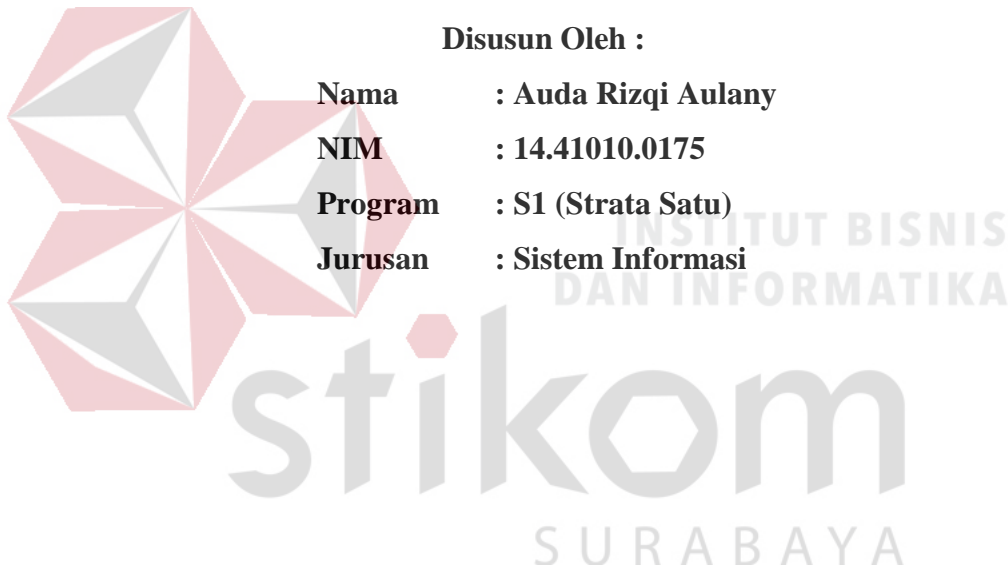 Disusun Oleh :
Nama : Auda Rizqi Aulany
NIM : 14.41010.0175
Program : S1 (Strata Satu)
Jurusan : Sistem Informasi
INSTITUT BISNIS
DAN INFORMATIKA
stikom
SURABAYA